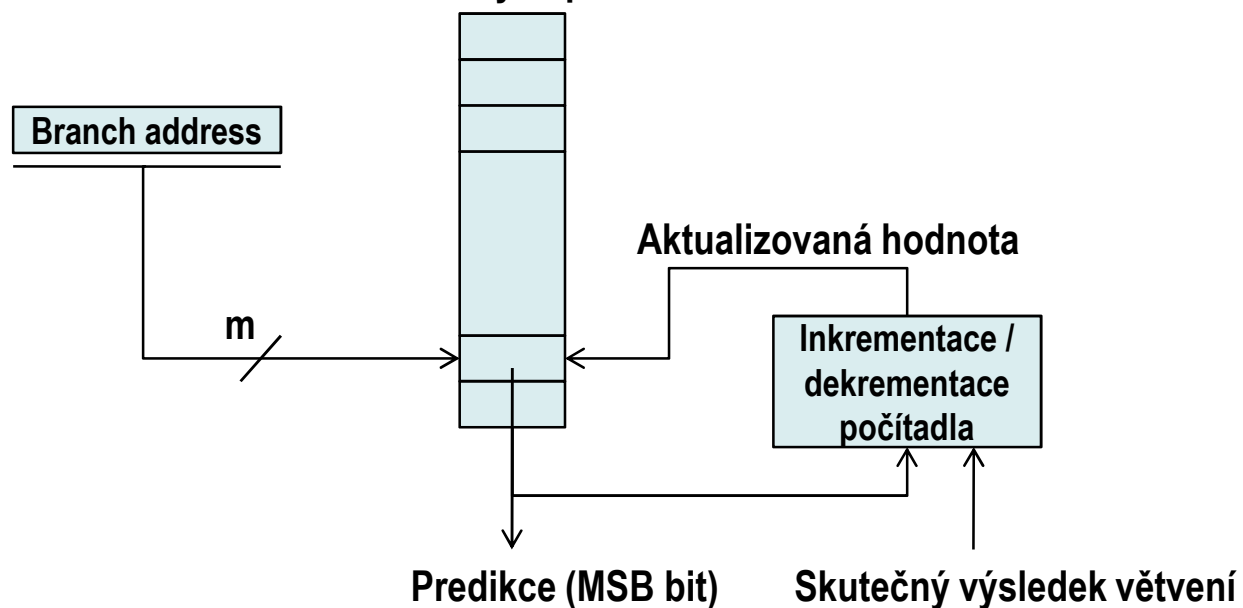 Branch address
Aktualizovaná hodnota
m
Inkrementace /
dekrementace
počítadla
Predikce (MSB bit)
Skutečný výsledek větvení